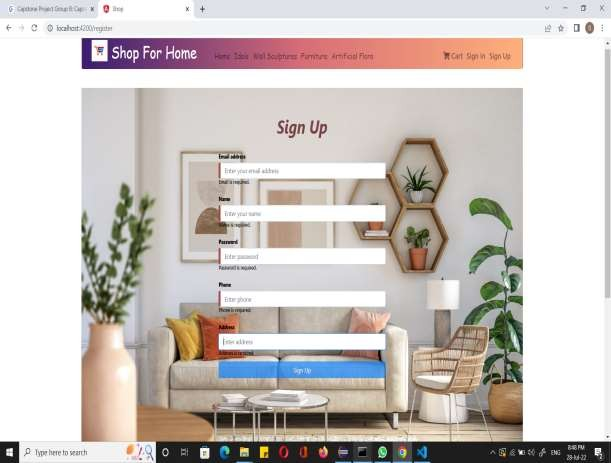 Capstone Project Group B: Cap
Shop
localhost:4200/register
Shop For Home
Home Idols Wall Sculptures Furniture Artificial Flora
Cart Sign In Sign Up
Sign Up
Email address
Enter your email address
Email is required.
Name
Enter your name
Name is required.
Password
Enter password
Password is required.
Phone
Enter phone
Phone is required.
Address
Enter address
Address is required.
Sign Up
Type here to search
ENG
8:48 PM
28-Jul-22